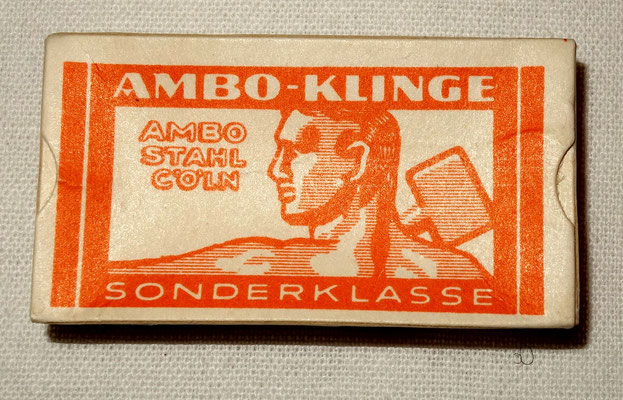 AMBO-KLINGE
AMBO
STAHL
CÖLN
SONDERKLASSE